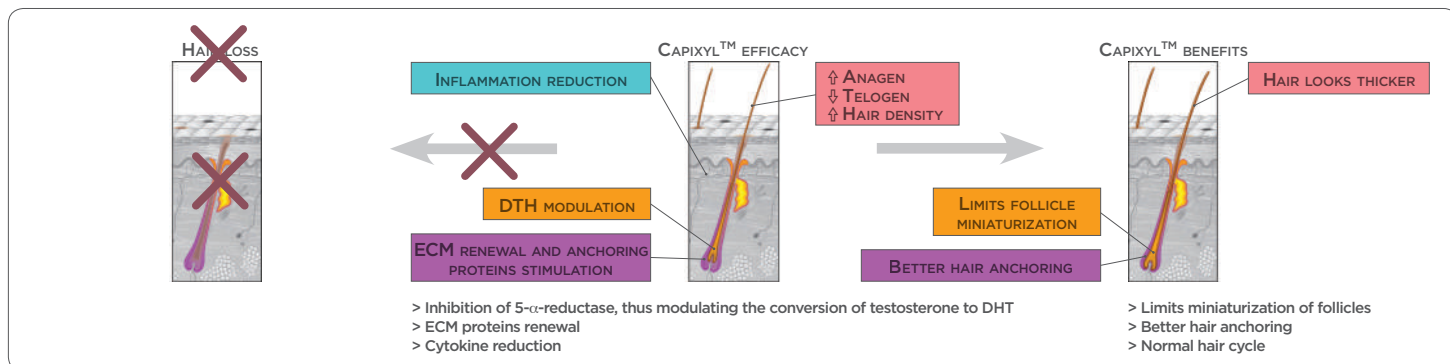 HAIR LOSS
CAPIXYL™ EFFICACY
CAPIXYL™ BENEFITS
INFLAMMATION REDUCTION
⇧ ANAGEN
⇩ TELOGEN
⇧ HAIR DENSITY
HAIR LOOKS THICKER
DTH MODULATION
LIMITS FOLLICLE
MINIATURIZATION
ECM RENEWAL AND ANCHORING
PROTEINS STIMULATION
BETTER HAIR ANCHORING
> Inhibition of 5-α-reductase, thus modulating the conversion of testosterone to DHT
> ECM proteins renewal
> Cytokine reduction
> Limits miniaturization of follicles
> Better hair anchoring
> Normal hair cycle